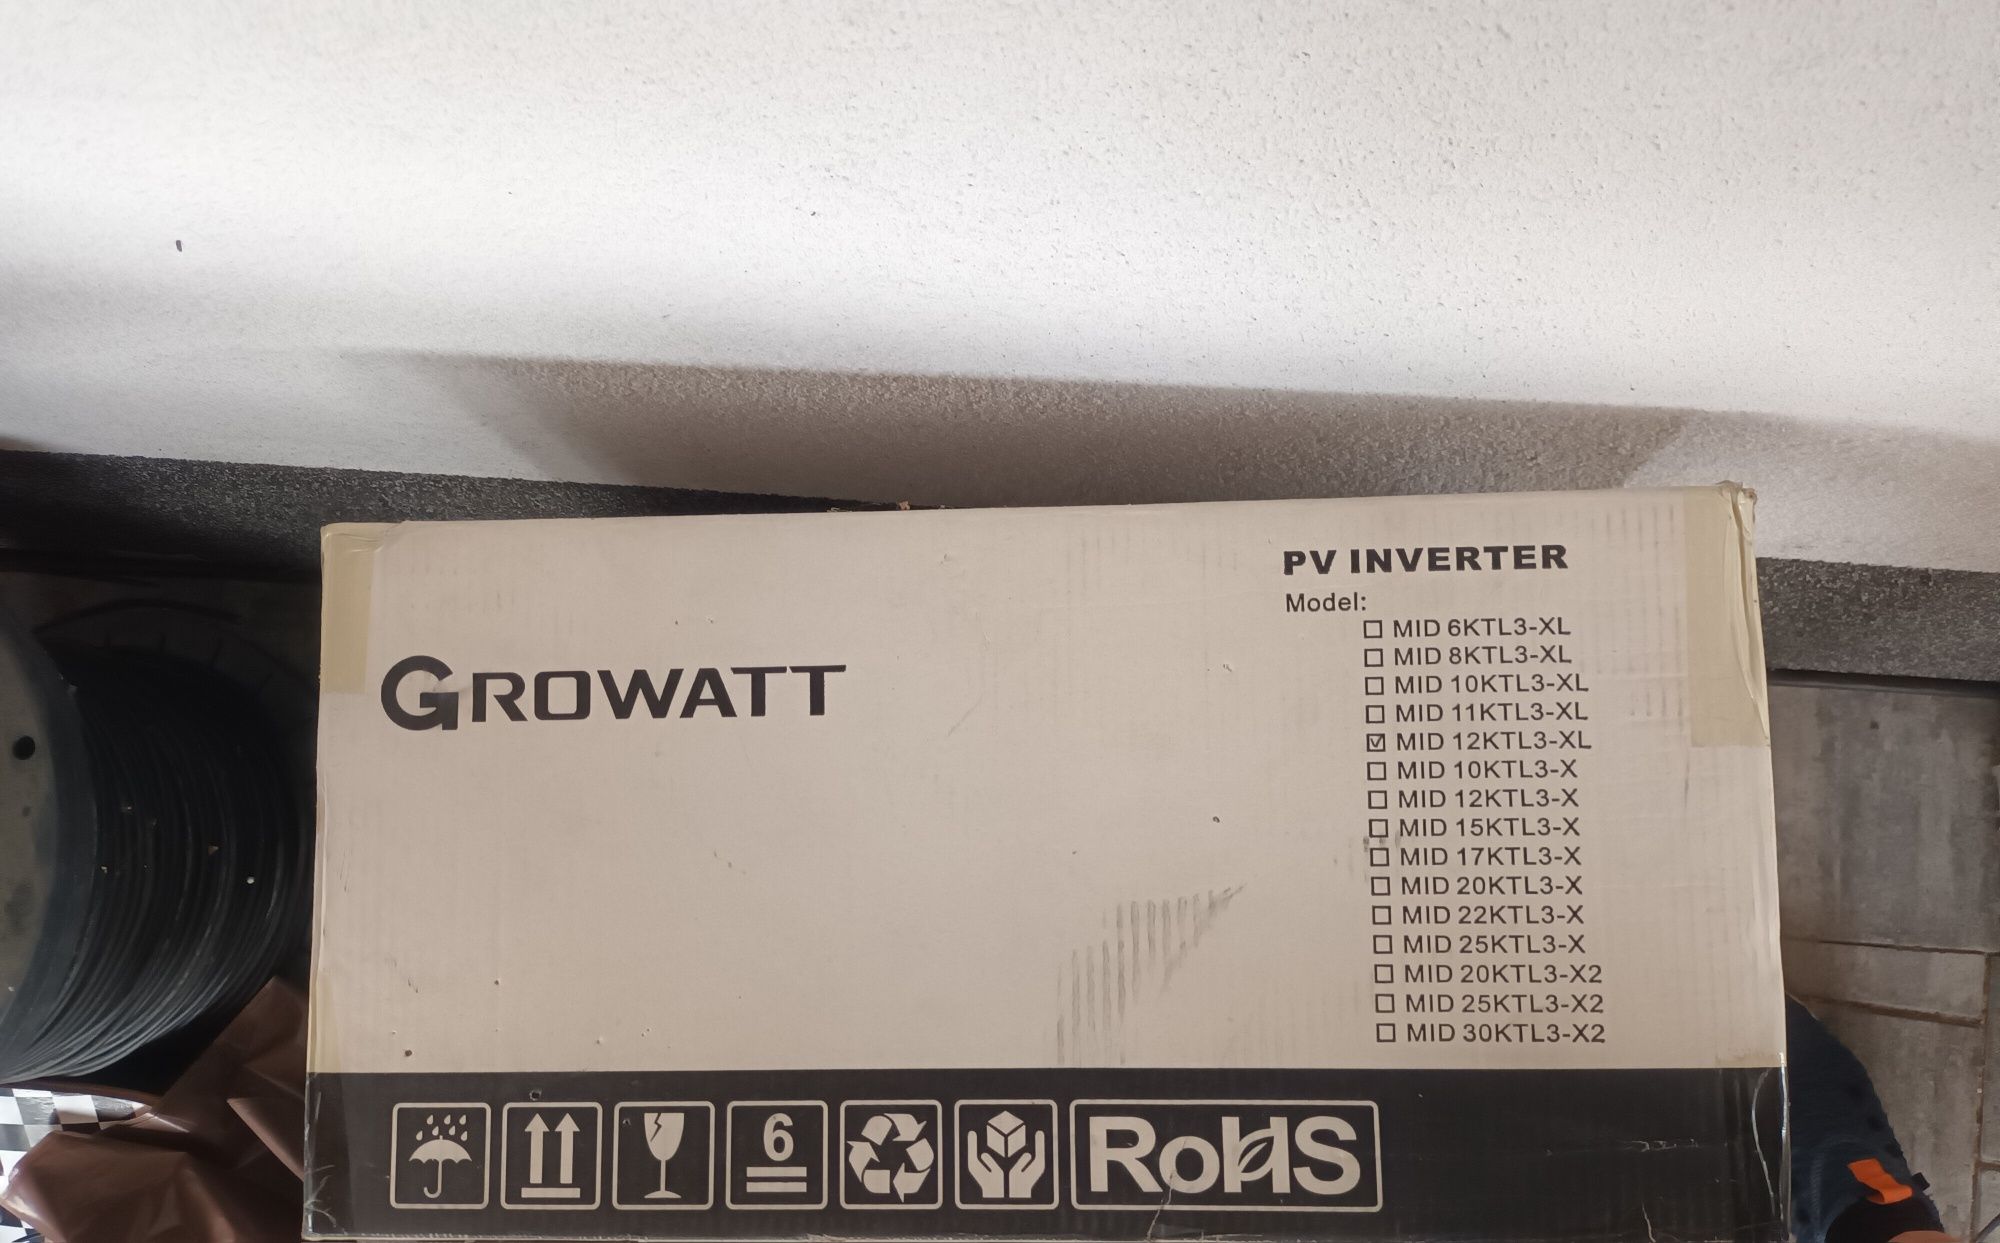 GROWATT
PV INVERTER
Model:
☐ MID 6KTL3-XL
☐ MID 8KTL3-XL
☐ MID 10KTL3-XL
☐ MID 11KTL3-XL
☑ MID 12KTL3-XL
☐ MID 10KTL3-X
☐ MID 12KTL3-X
☐ MID 15KTL3-X
☐ MID 17KTL3-X
☐ MID 20KTL3-X
☐ MID 22KTL3-X
☐ MID 25KTL3-X
☐ MID 20KTL3-X2
☐ MID 25KTL3-X2
☐ MID 30KTL3-X2
6
RoHS